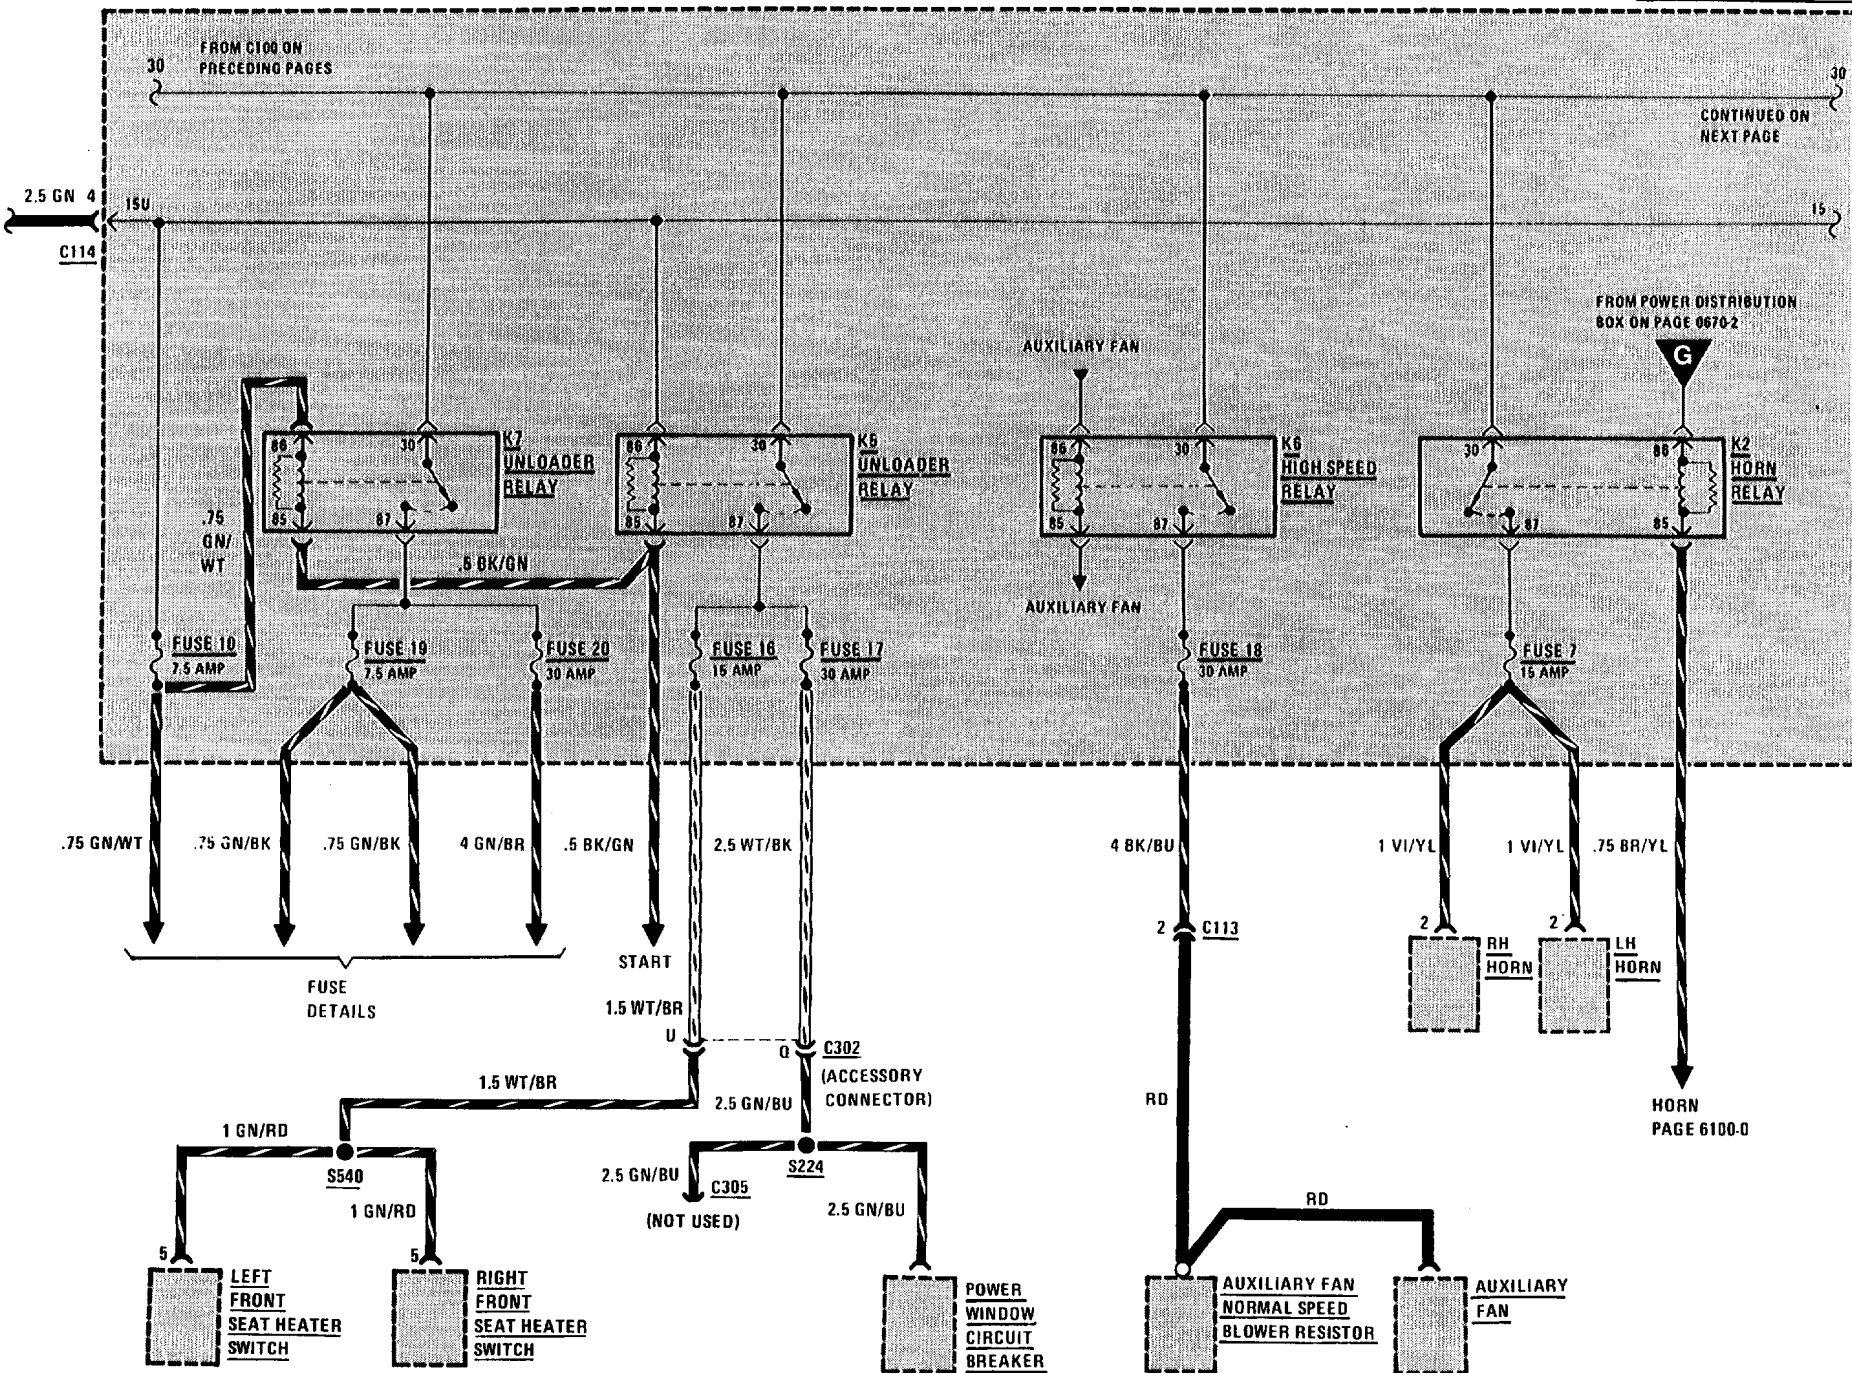 FROM C100 ON
PRECEDING PAGES
30
30
CONTINUED ON
NEXT PAGE
2.5 GN 4
15U
15
C114
FROM POWER DISTRIBUTION
BOX ON PAGE 0670-2
G
AUXILIARY FAN
86
30
85
87
K7
UNLOADER
RELAY
86
30
85
87
K5
UNLOADER
RELAY
86
30
85
87
K6
HIGH SPEED
RELAY
30
86
87
85
K2
HORN
RELAY
.75
GN/
WT
.5 BK/GN
AUXILIARY FAN
FUSE 10
7.5 AMP
FUSE 19
7.5 AMP
FUSE 20
30 AMP
FUSE 16
15 AMP
FUSE 17
30 AMP
FUSE 18
30 AMP
FUSE 7
15 AMP
.75 GN/WT
.75 GN/BK
.75 GN/BK
4 GN/BR
.5 BK/GN
2.5 WT/BK
4 BK/BU
1 VI/YL
1 VI/YL
.75 BR/YL
2
C113
2
RH
HORN
2
LH
HORN
START
FUSE
DETAILS
1.5 WT/BR
U
Q
C302
(ACCESSORY
CONNECTOR)
1.5 WT/BR
2.5 GN/BU
RD
HORN
PAGE 6100-0
1 GN/RD
S540
1 GN/RD
2.5 GN/BU
S224
C305
(NOT USED)
2.5 GN/BU
RD
5
LEFT
FRONT
SEAT HEATER
SWITCH
5
RIGHT
FRONT
SEAT HEATER
SWITCH
POWER
WINDOW
CIRCUIT
BREAKER
AUXILIARY FAN
NORMAL SPEED
BLOWER RESISTOR
AUXILIARY
FAN